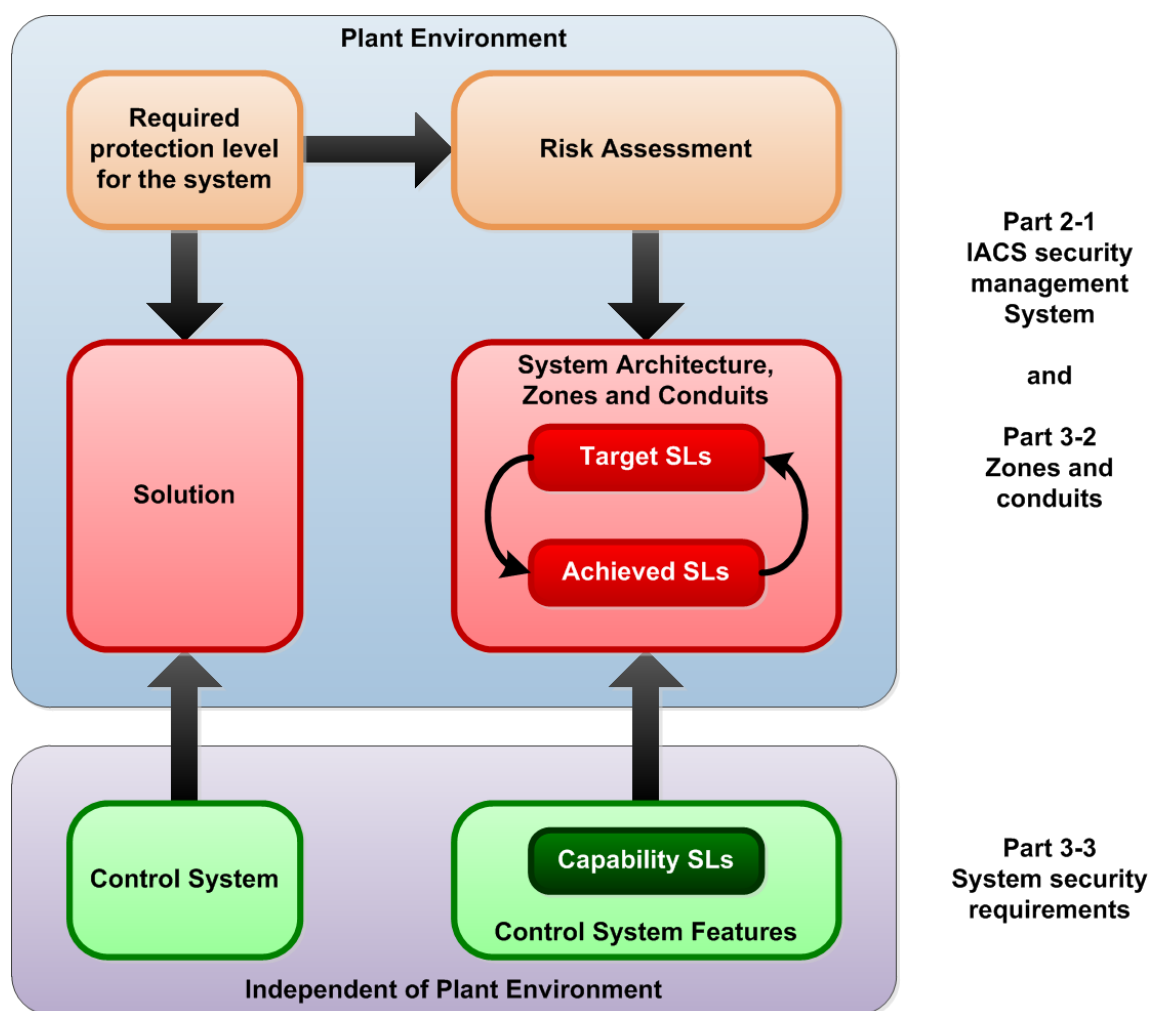 Plant Environment
Required
protection level
for the system
Risk Assessment
Solution
System Architecture,
Zones and Conduits
Target SLs
Achieved SLs
Part 2-1
IACS security
management
System
and
Part 3-2
Zones and
conduits
Control System
Capability SLs
Control System Features
Independent of Plant Environment
Part 3-3
System security
requirements